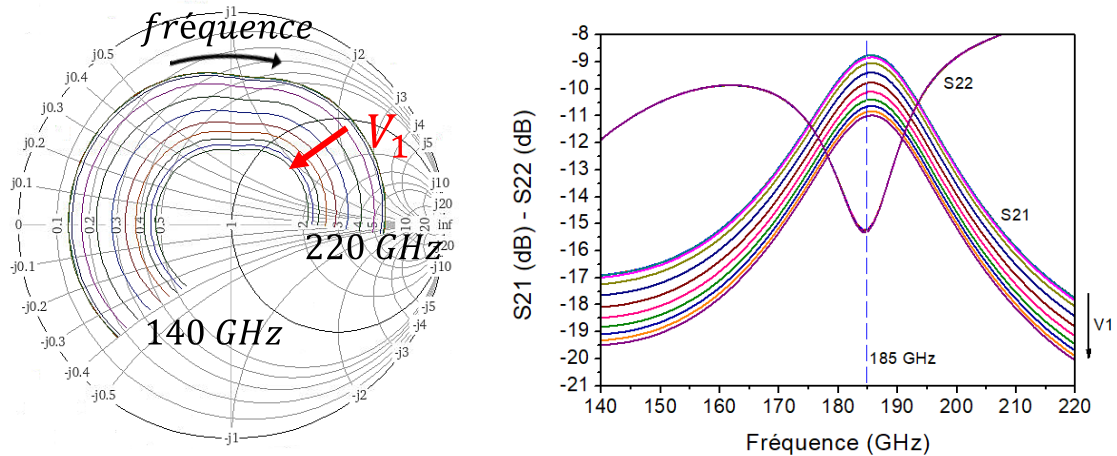 fréquence
j1
j0.5
j2
j0.4
j0.3
j3
j0.2
j4
j5
V1
j0.1
j10
j20
0
0.1
0.2
0.3
0.4
0.5
1
2
3
4
5
10
20
inf
220 GHz
-j20
-j0.1
-j10
-j0.2
-j5
140 GHz
-j4
-j0.3
-j3
-j0.4
-j0.5
-j2
-j1
S21 (dB) - S22 (dB)
-8
-9
-10
-11
-12
-13
-14
-15
-16
-17
-18
-19
-20
-21
S22
S21
V1
185 GHz
140
150
160
170
180
190
200
210
220
Fréquence (GHz)